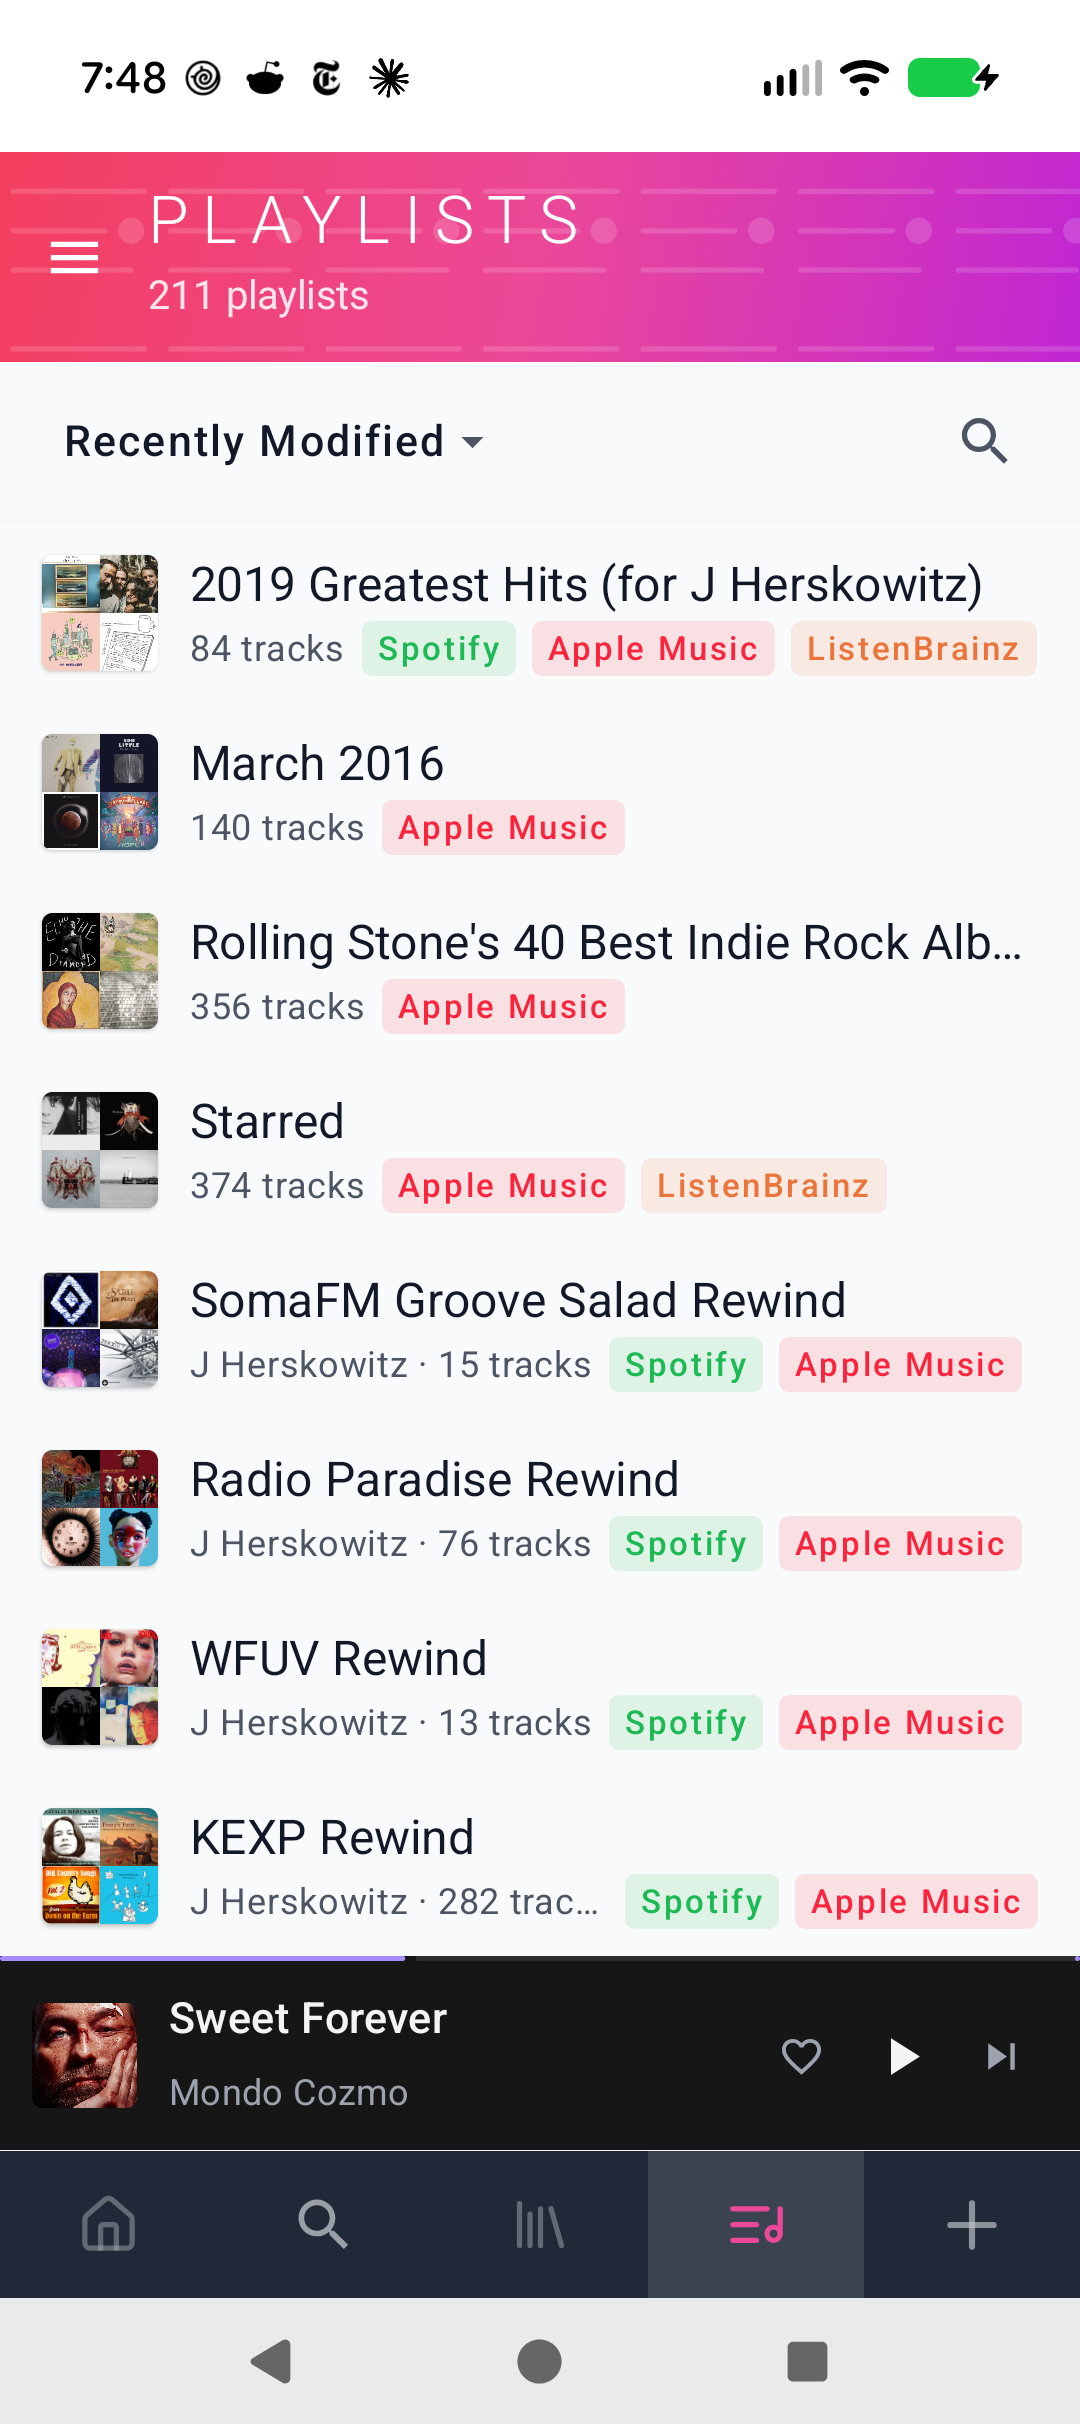 7:48
PLAYLISTS
211 playlists
Recently Modified
2019 Greatest Hits (for J Herskowitz)
84 tracks Spotify Apple Music ListenBrainz
March 2016
140 tracks Apple Music
Rolling Stone's 40 Best Indie Rock Alb...
356 tracks Apple Music
Starred
374 tracks Apple Music ListenBrainz
SomaFM Groove Salad Rewind
J Herskowitz · 15 tracks Spotify Apple Music
Radio Paradise Rewind
J Herskowitz · 76 tracks Spotify Apple Music
WFUV Rewind
J Herskowitz · 13 tracks Spotify Apple Music
KEXP Rewind
J Herskowitz · 282 trac... Spotify Apple Music
Sweet Forever
Mondo Cozmo